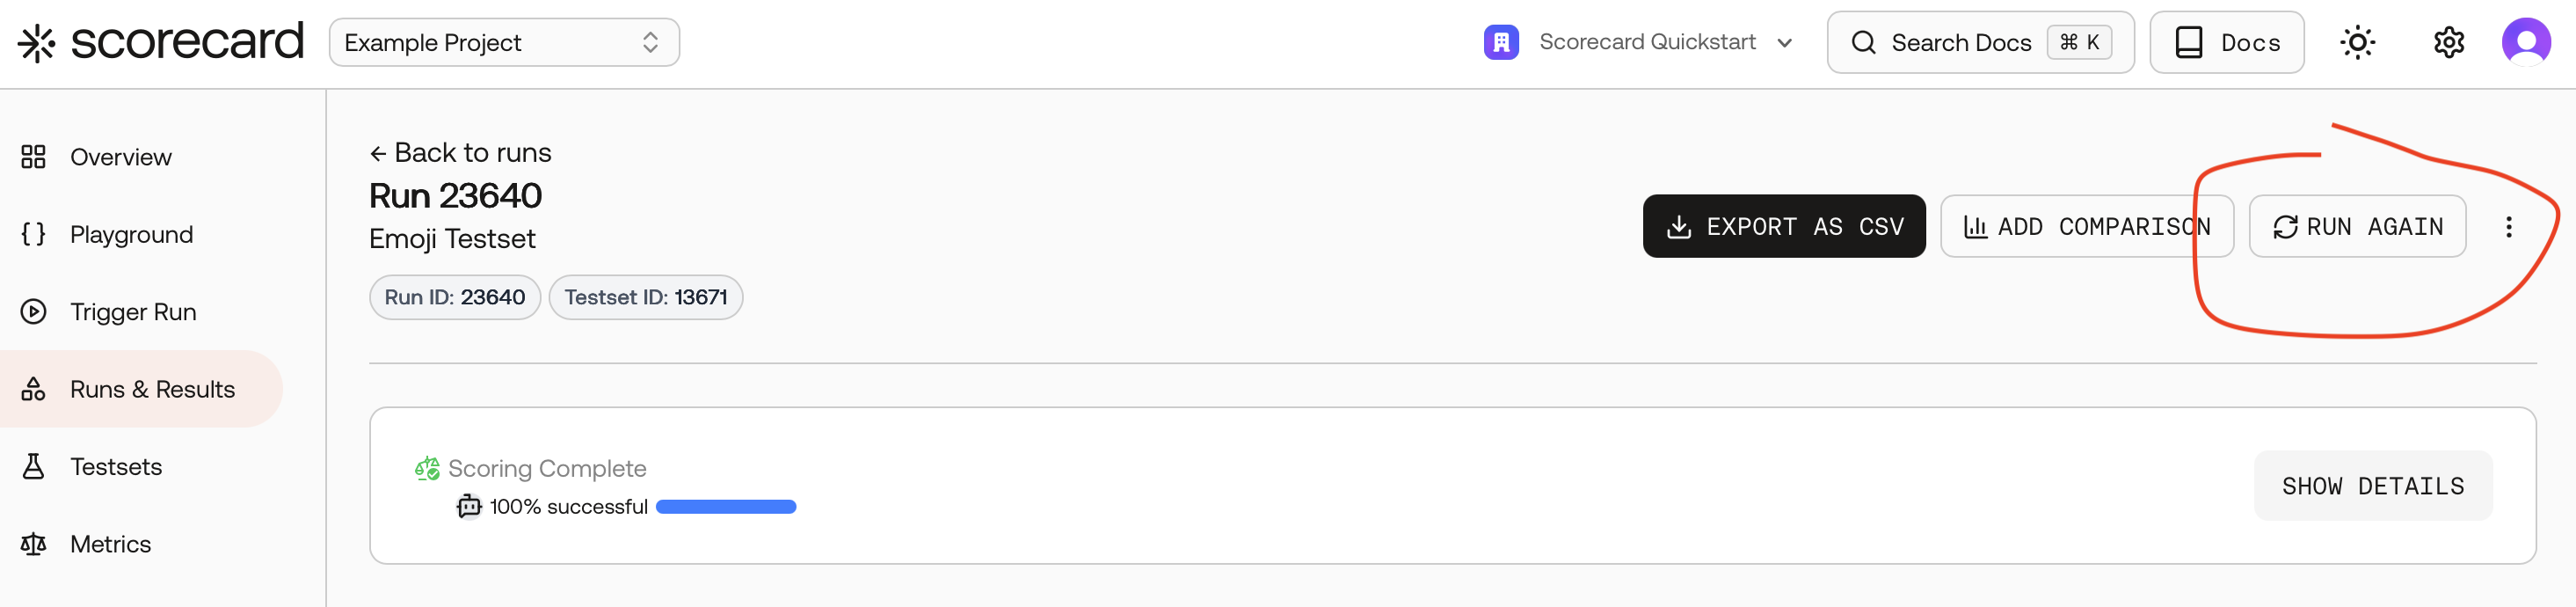 scorecard
Example Project
Scorecard Quickstart
Search Docs ⌘ K
Docs
Overview
Playground
Trigger Run
Runs & Results
Testsets
Metrics
← Back to runs
Run 23640
Emoji Testset
Run ID: 23640
Testset ID: 13671
EXPORT AS CSV
ADD COMPARISON
RUN AGAIN
Scoring Complete
100% successful
SHOW DETAILS